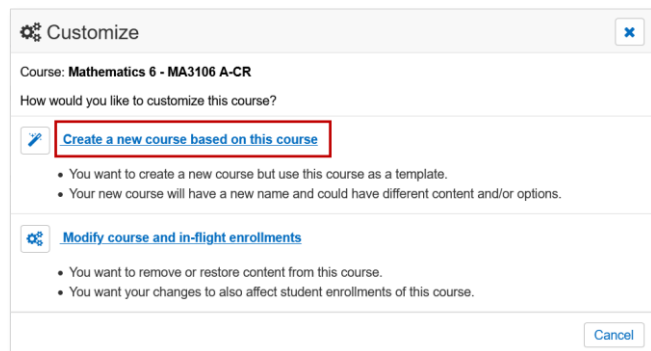 Customize
Course: Mathematics 6 - MA3106 A-CR
How would you like to customize this course?
Create a new course based on this course
• You want to create a new course but use this course as a template.
• Your new course will have a new name and could have different content and/or options.
Modify course and in-flight enrollments
• You want to remove or restore content from this course.
• You want your changes to also affect student enrollments of this course.
Cancel